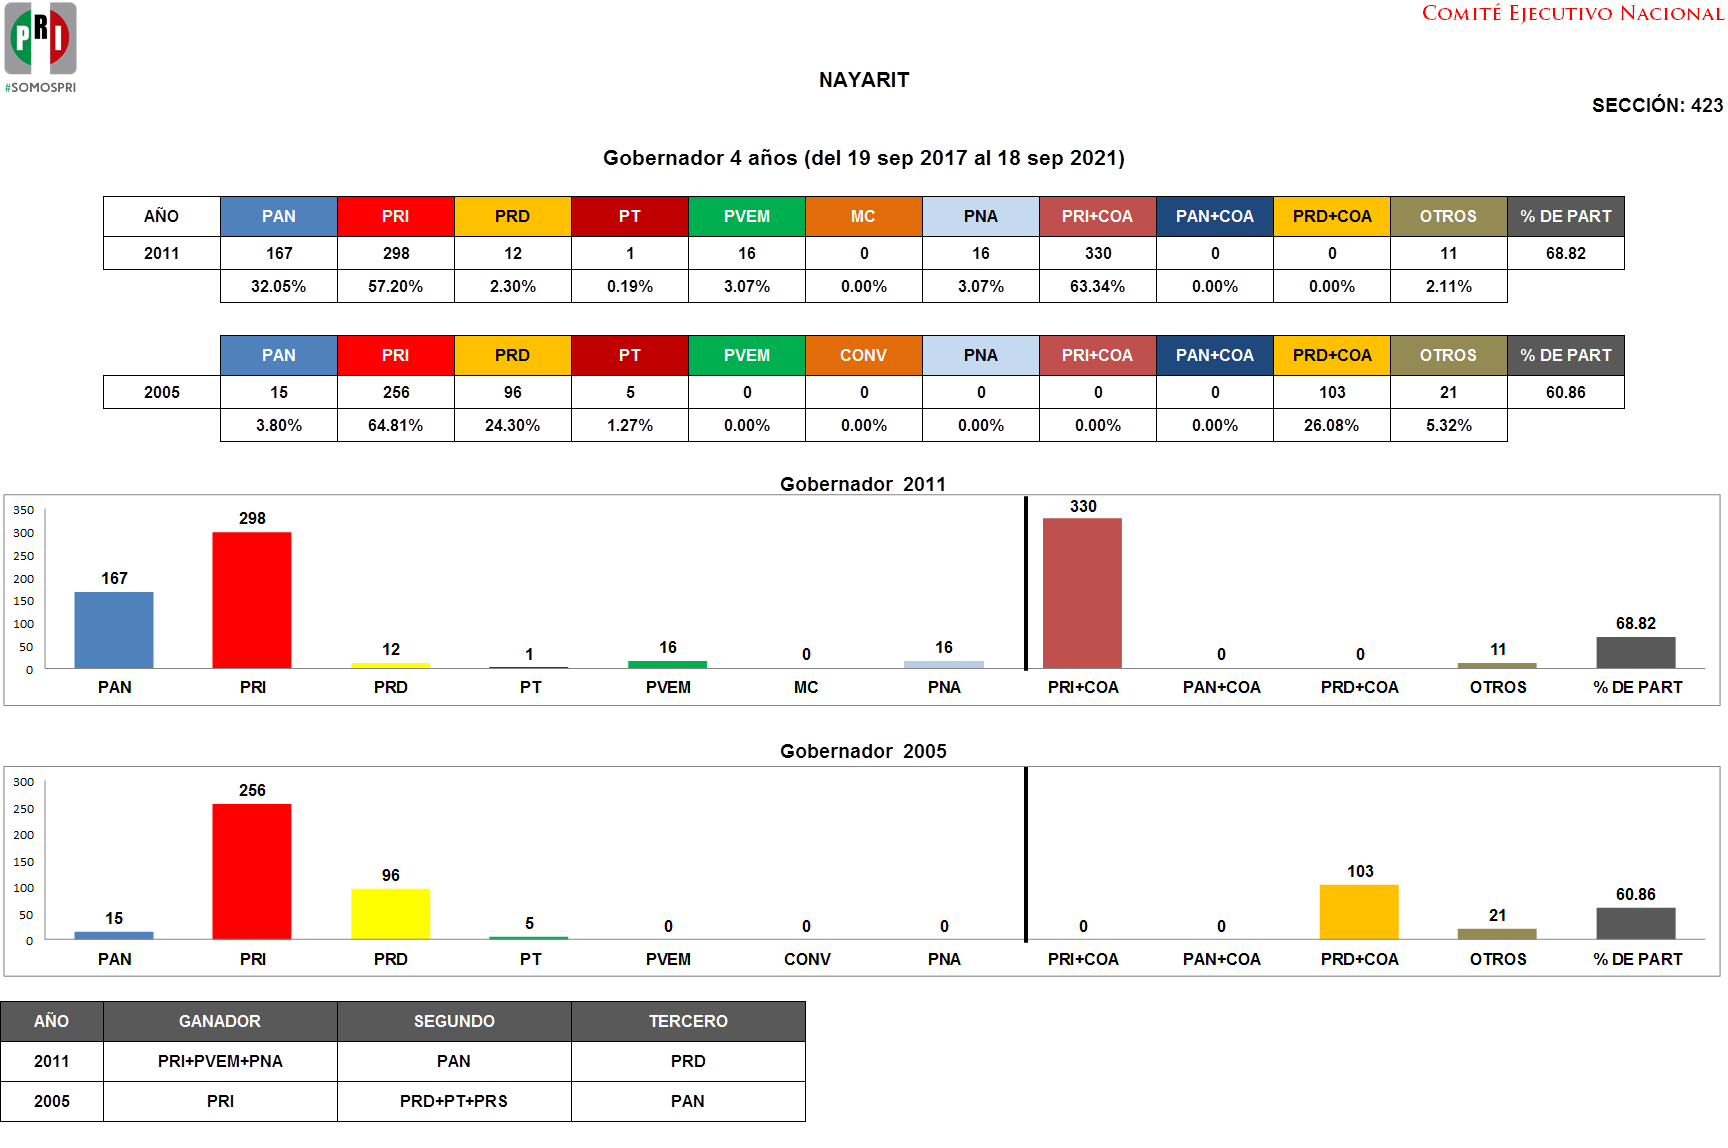 PRI
#SOMOSPRI
COMITÉ EJECUTIVO NACIONAL
NAYARIT
SECCIÓN: 423
Gobernador 4 años (del 19 sep 2017 al 18 sep 2021)
AÑO PAN PRI PRD PT PVEM MC PNA PRI+COA PAN+COA PRD+COA OTROS % DE PART
2011 167 298 12 1 16 0 16 330 0 0 11 68.82
32.05% 57.20% 2.30% 0.19% 3.07% 0.00% 3.07% 63.34% 0.00% 0.00% 2.11%
PAN PRI PRD PT PVEM CONV PNA PRI+COA PAN+COA PRD+COA OTROS % DE PART
2005 15 256 96 5 0 0 0 0 0 103 21 60.86
3.80% 64.81% 24.30% 1.27% 0.00% 0.00% 0.00% 0.00% 0.00% 26.08% 5.32%
Gobernador 2011
350
300
250
200
150
100
50
0
167 298 12 1 16 0 16 330 0 0 11 68.82
PAN PRI PRD PT PVEM MC PNA PRI+COA PAN+COA PRD+COA OTROS % DE PART
Gobernador 2005
300
250
200
150
100
50
0
15 256 96 5 0 0 0 0 0 103 21 60.86
PAN PRI PRD PT PVEM CONV PNA PRI+COA PAN+COA PRD+COA OTROS % DE PART
AÑO GANADOR SEGUNDO TERCERO
2011 PRI+PVEM+PNA PAN PRD
2005 PRI PRD+PT+PRS PAN